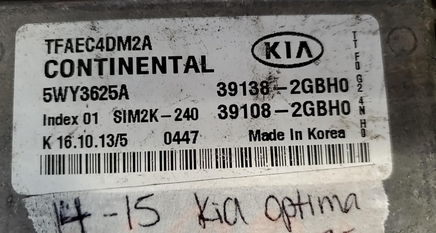 TFAEC4DM2A
KIA
CONTINENTAL
5WY3625A 39138-2GBH0
Index 01 SIM2K-240 39108-2GBH0
K 16.10.13/5 0447 Made In Korea
14-15 Kia Optima